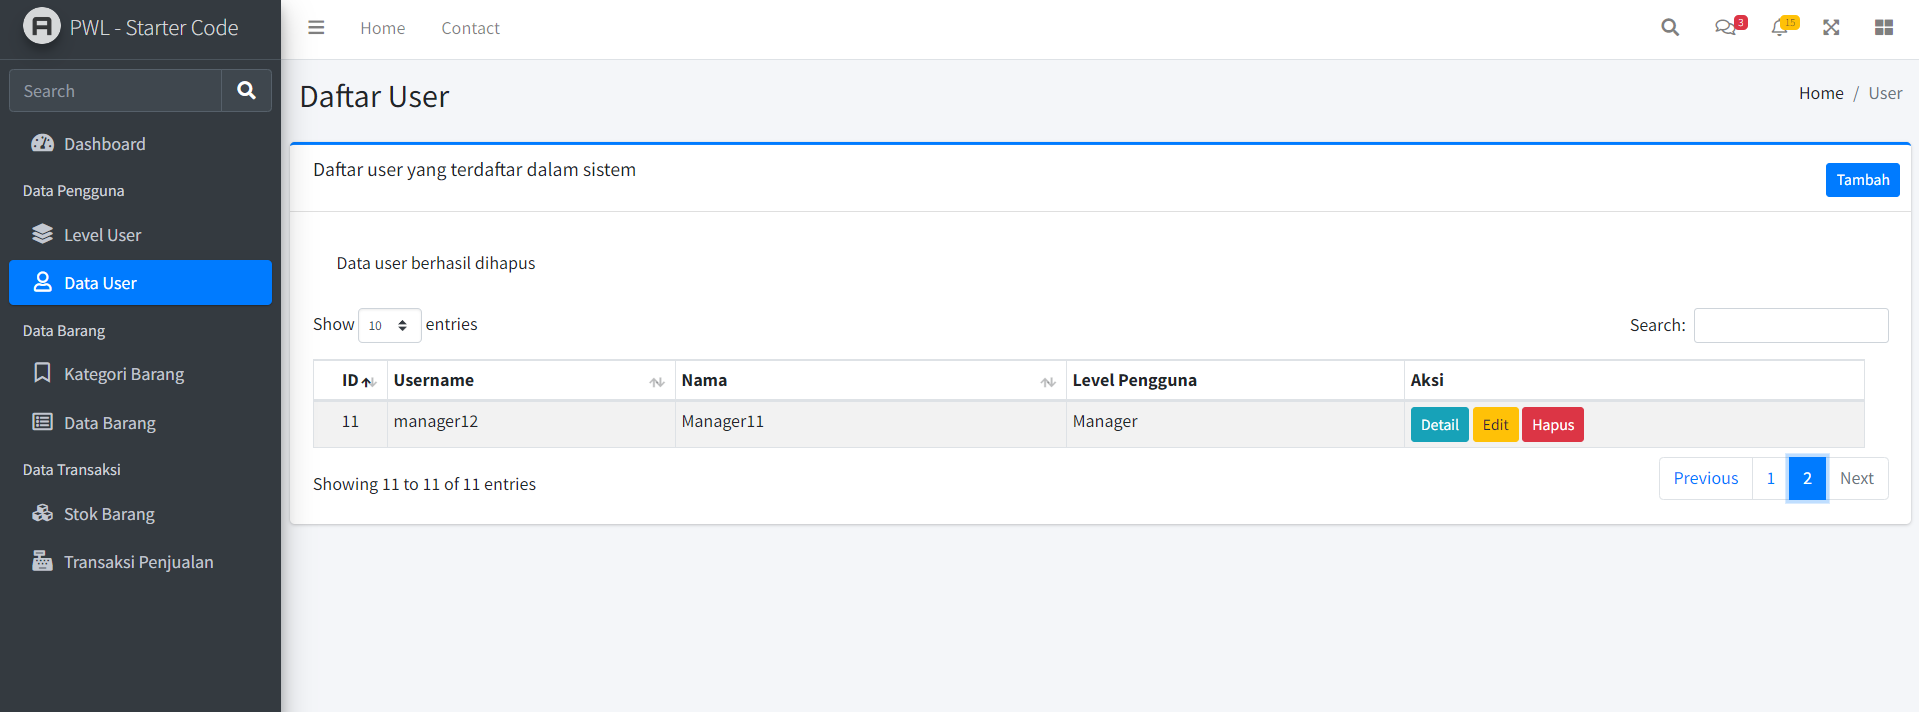 PWL - Starter Code
Home Contact
3
15
Search
Daftar User
Home / User
Dashboard
Data Pengguna
Level User
Data User
Data Barang
Kategori Barang
Data Barang
Data Transaksi
Stok Barang
Transaksi Penjualan
Daftar user yang terdaftar dalam sistem
Tambah
Data user berhasil dihapus
Show 10 entries
Search:
ID Username Nama Level Pengguna Aksi
11 manager12 Manager11 Manager Detail Edit Hapus
Showing 11 to 11 of 11 entries
Previous 1 2 Next